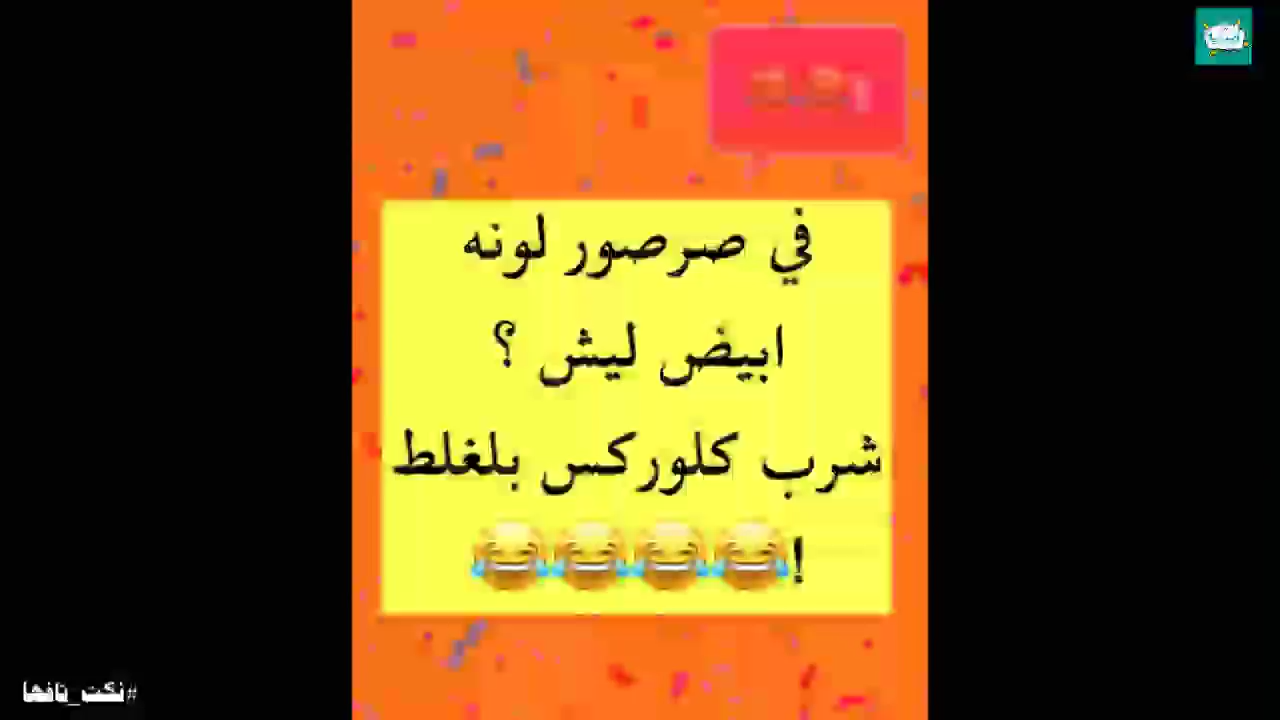 في صرصور لونه
ابيض ليش ؟
شرب كلوركس بلغلط
!😂😂😂😂
#نكت_تافها